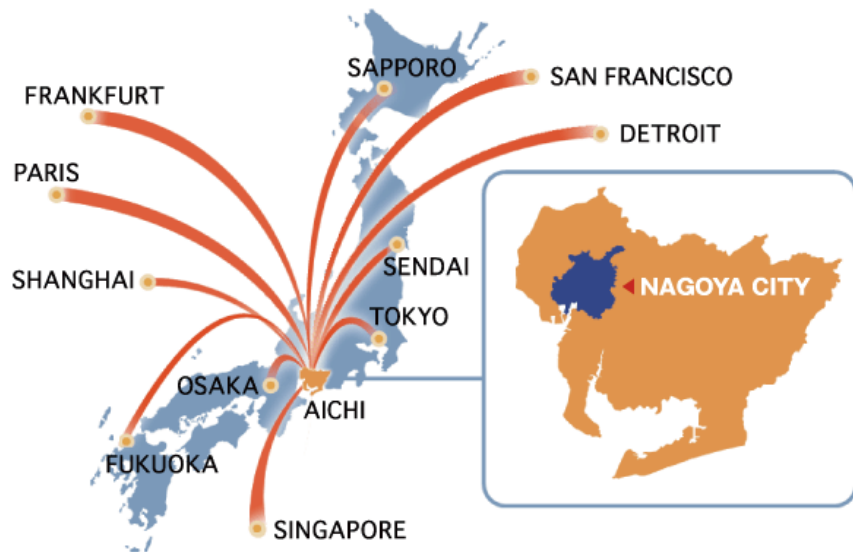 SAPPORO
SAN FRANCISCO
FRANKFURT
DETROIT
PARIS
SENDAI
SHANGHAI
NAGOYA CITY
TOKYO
OSAKA
AICHI
FUKUOKA
SINGAPORE